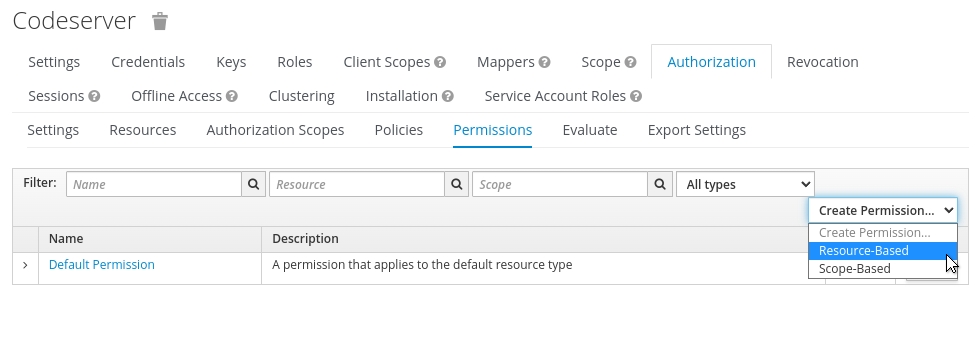 Codeserver
Settings Credentials Keys Roles Client Scopes Mappers Scope Authorization Revocation
Sessions Offline Access Clustering Installation Service Account Roles
Settings Resources Authorization Scopes Policies Permissions Evaluate Export Settings
Filter: Name Resource Scope All types
Create Permission...
Create Permission...
Name Description
Resource-Based
Default Permission A permission that applies to the default resource type
Scope-Based